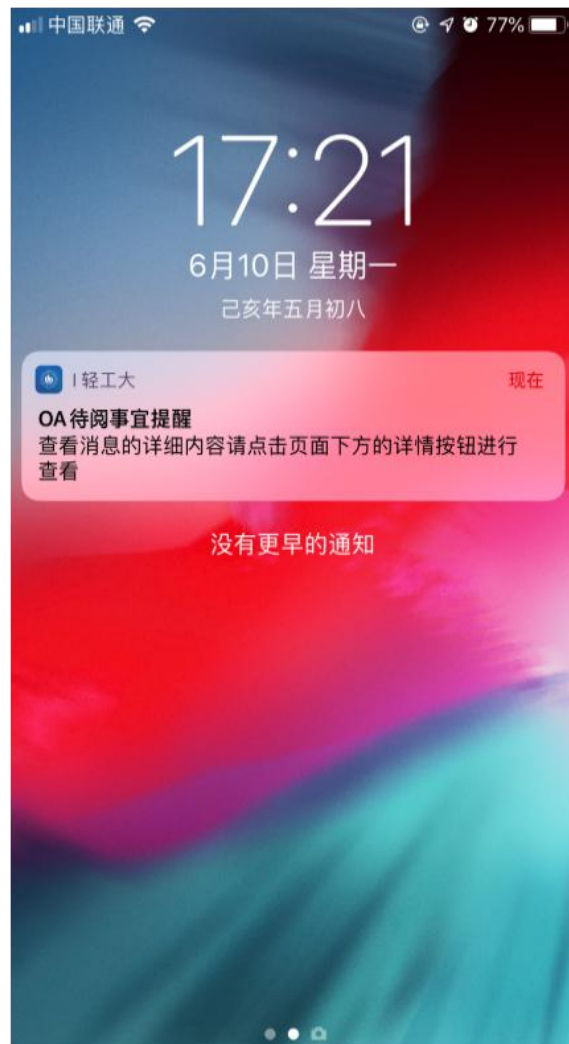 中国联通 77%
17:21
6月10日 星期一
己亥年五月初八
I 轻工大 现在
OA待阅事宜提醒
查看消息的详细内容请点击页面下方的详情按钮进行
查看
没有更早的通知